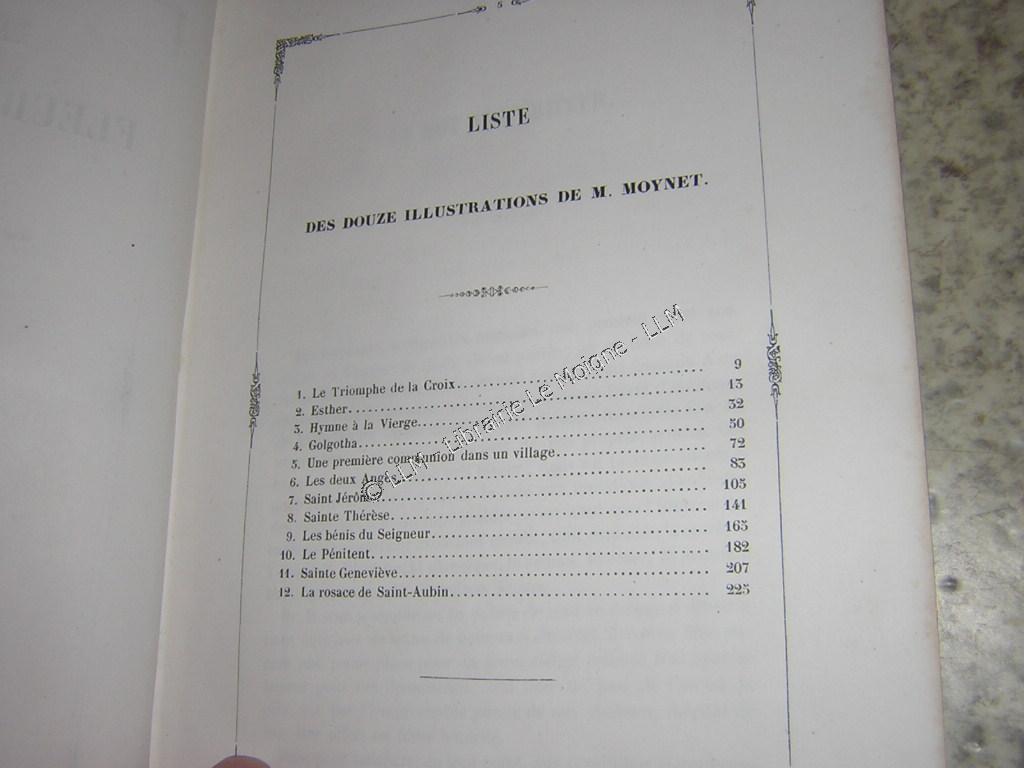 5
LISTE
DES DOUZE ILLUSTRATIONS DE M. MOYNET.
1. Le Triomphe de la Croix 9
2. Esther 13
3. Hymne à la Vierge 32
4. Golgotha 50
5. Une première communion dans un village 72
6. Les deux Anges 83
7. Saint Jérôme 105
8. Sainte Thérèse 141
9. Les bénis du Seigneur 165
10. Le Pénitent 182
11. Sainte Geneviève 207
12. La rosace de Saint-Aubin 225
© LLM - Librairie Le Moigne - LLM